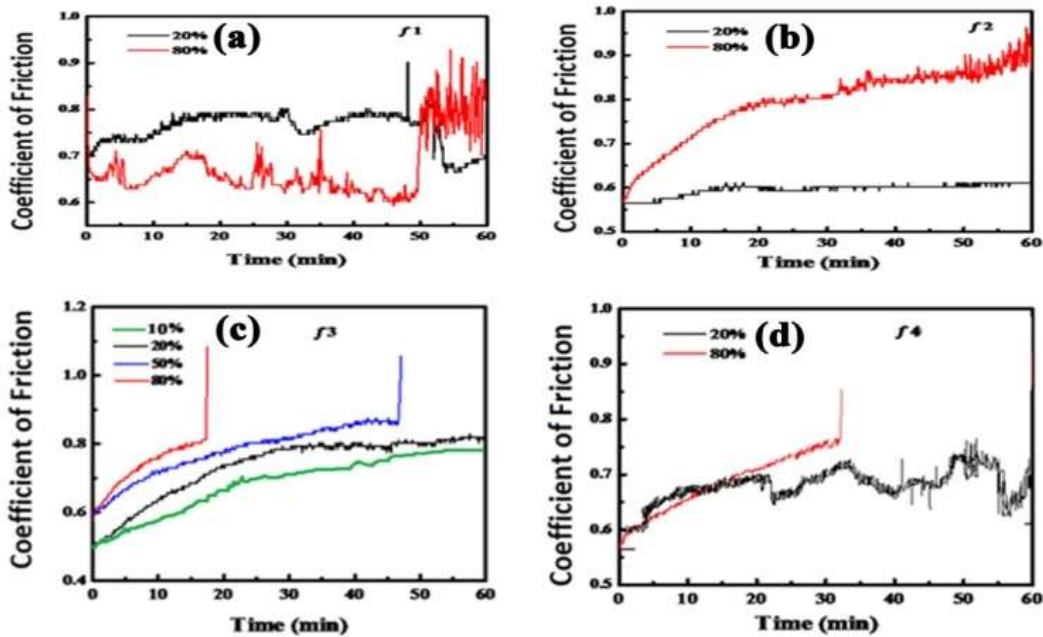 (a)
f1
20%
80%
Coefficient of Friction
1.0
0.9
0.8
0.7
0.6
0 10 20 30 40 50 60
Time (min)
(b)
f2
20%
80%
Coefficient of Friction
1.0
0.9
0.8
0.7
0.6
0.5
0 10 20 30 40 50 60
Time (min)
(c)
f3
10%
20%
50%
80%
Coefficient of Friction
1.2
1.0
0.8
0.6
0.4
0 10 20 30 40 50 60
Time (min)
(d)
f4
20%
80%
Coefficient of Friction
1.0
0.9
0.8
0.7
0.6
0.5
0 10 20 30 40 50 60
Time (min)